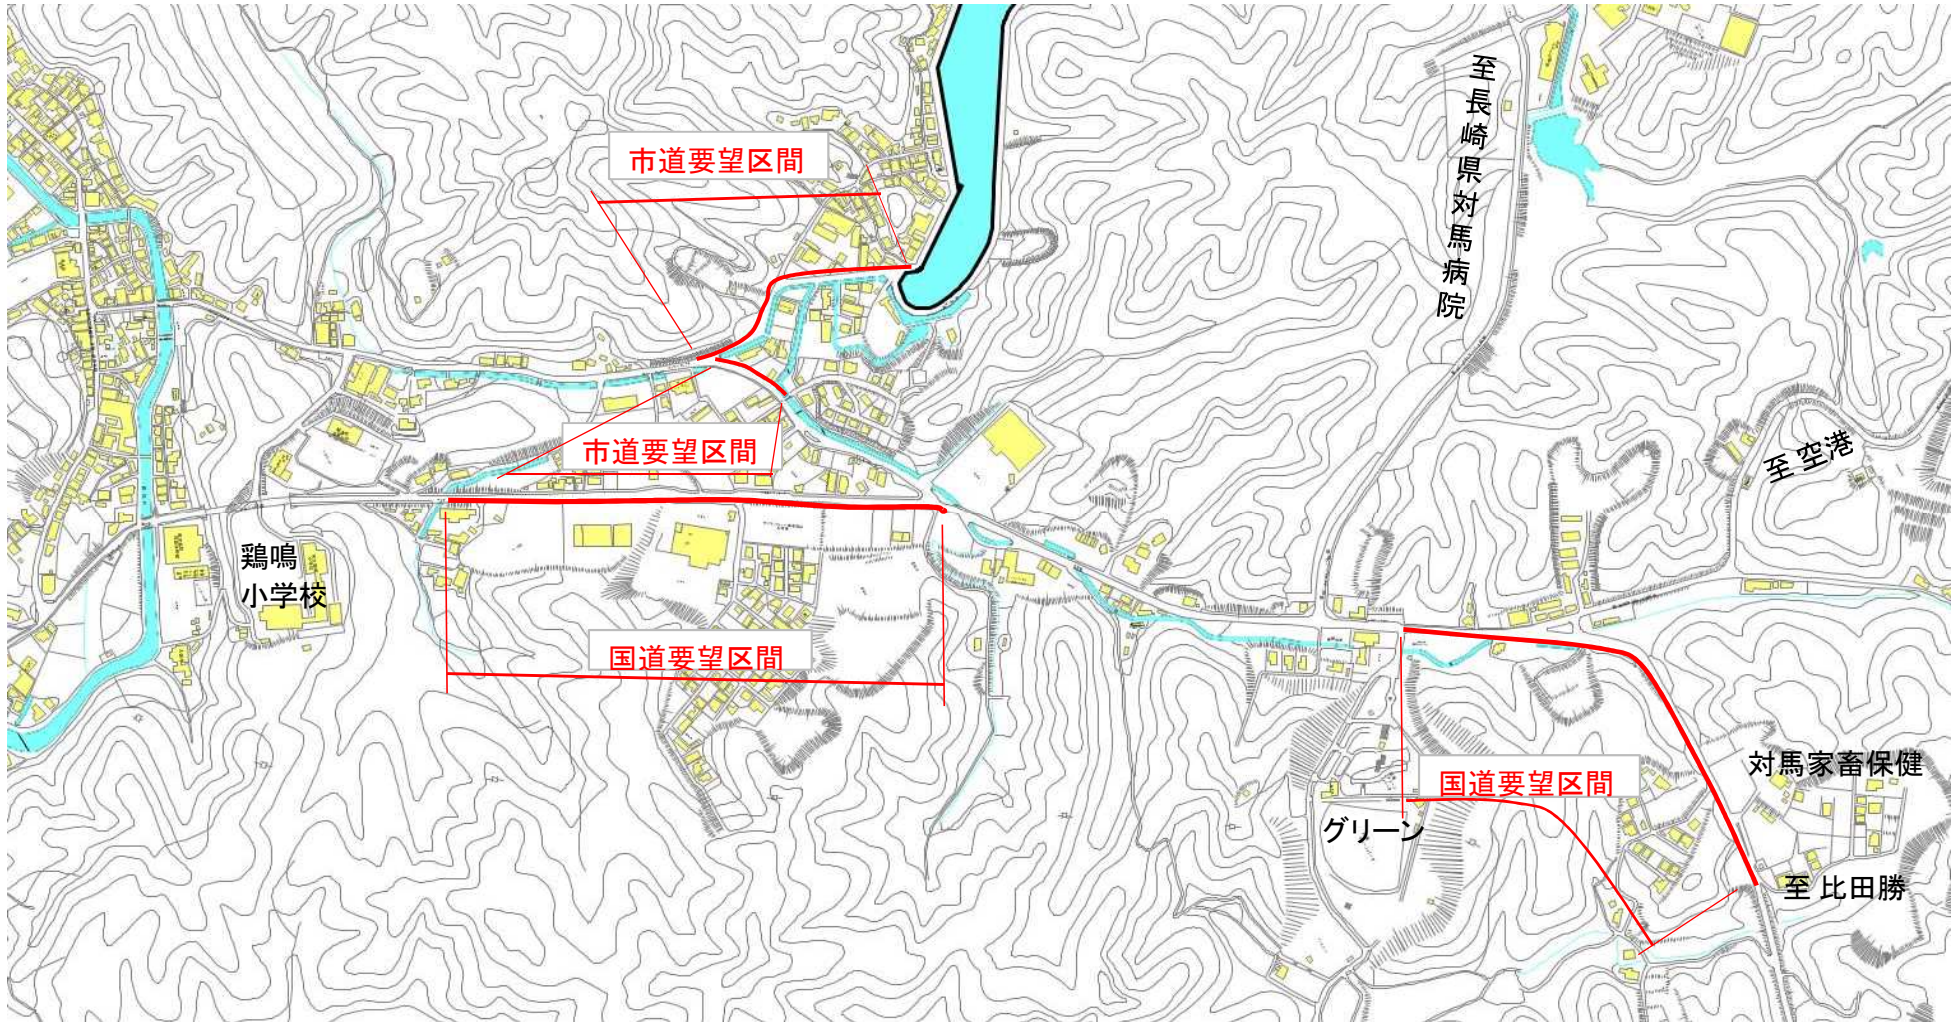 至長崎県対馬病院
市道要望区間
市道要望区間
至 空港
鶏鳴
小学校
国道要望区間
対馬家畜保健
国道要望区間
グリーン
至 比田勝